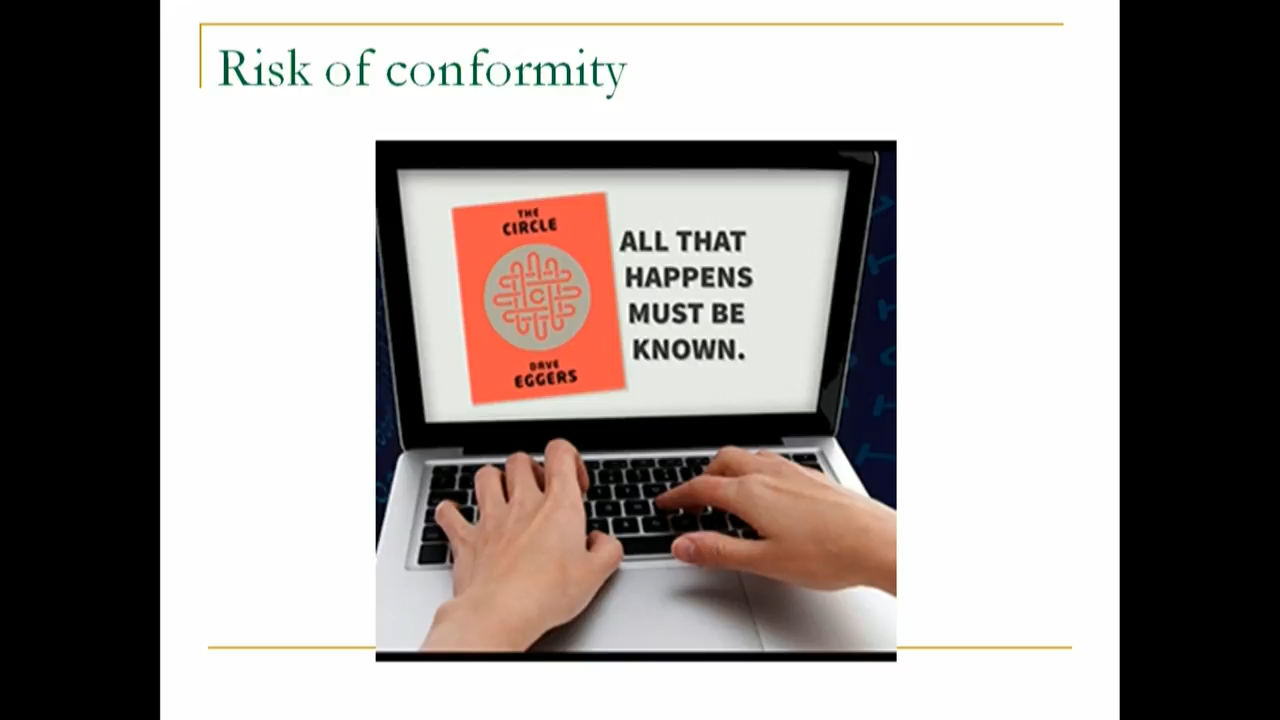 Risk of conformity
THE
CIRCLE
C
DAVE
EGGERS
ALL THAT
HAPPENS
MUST BE
KNOWN.